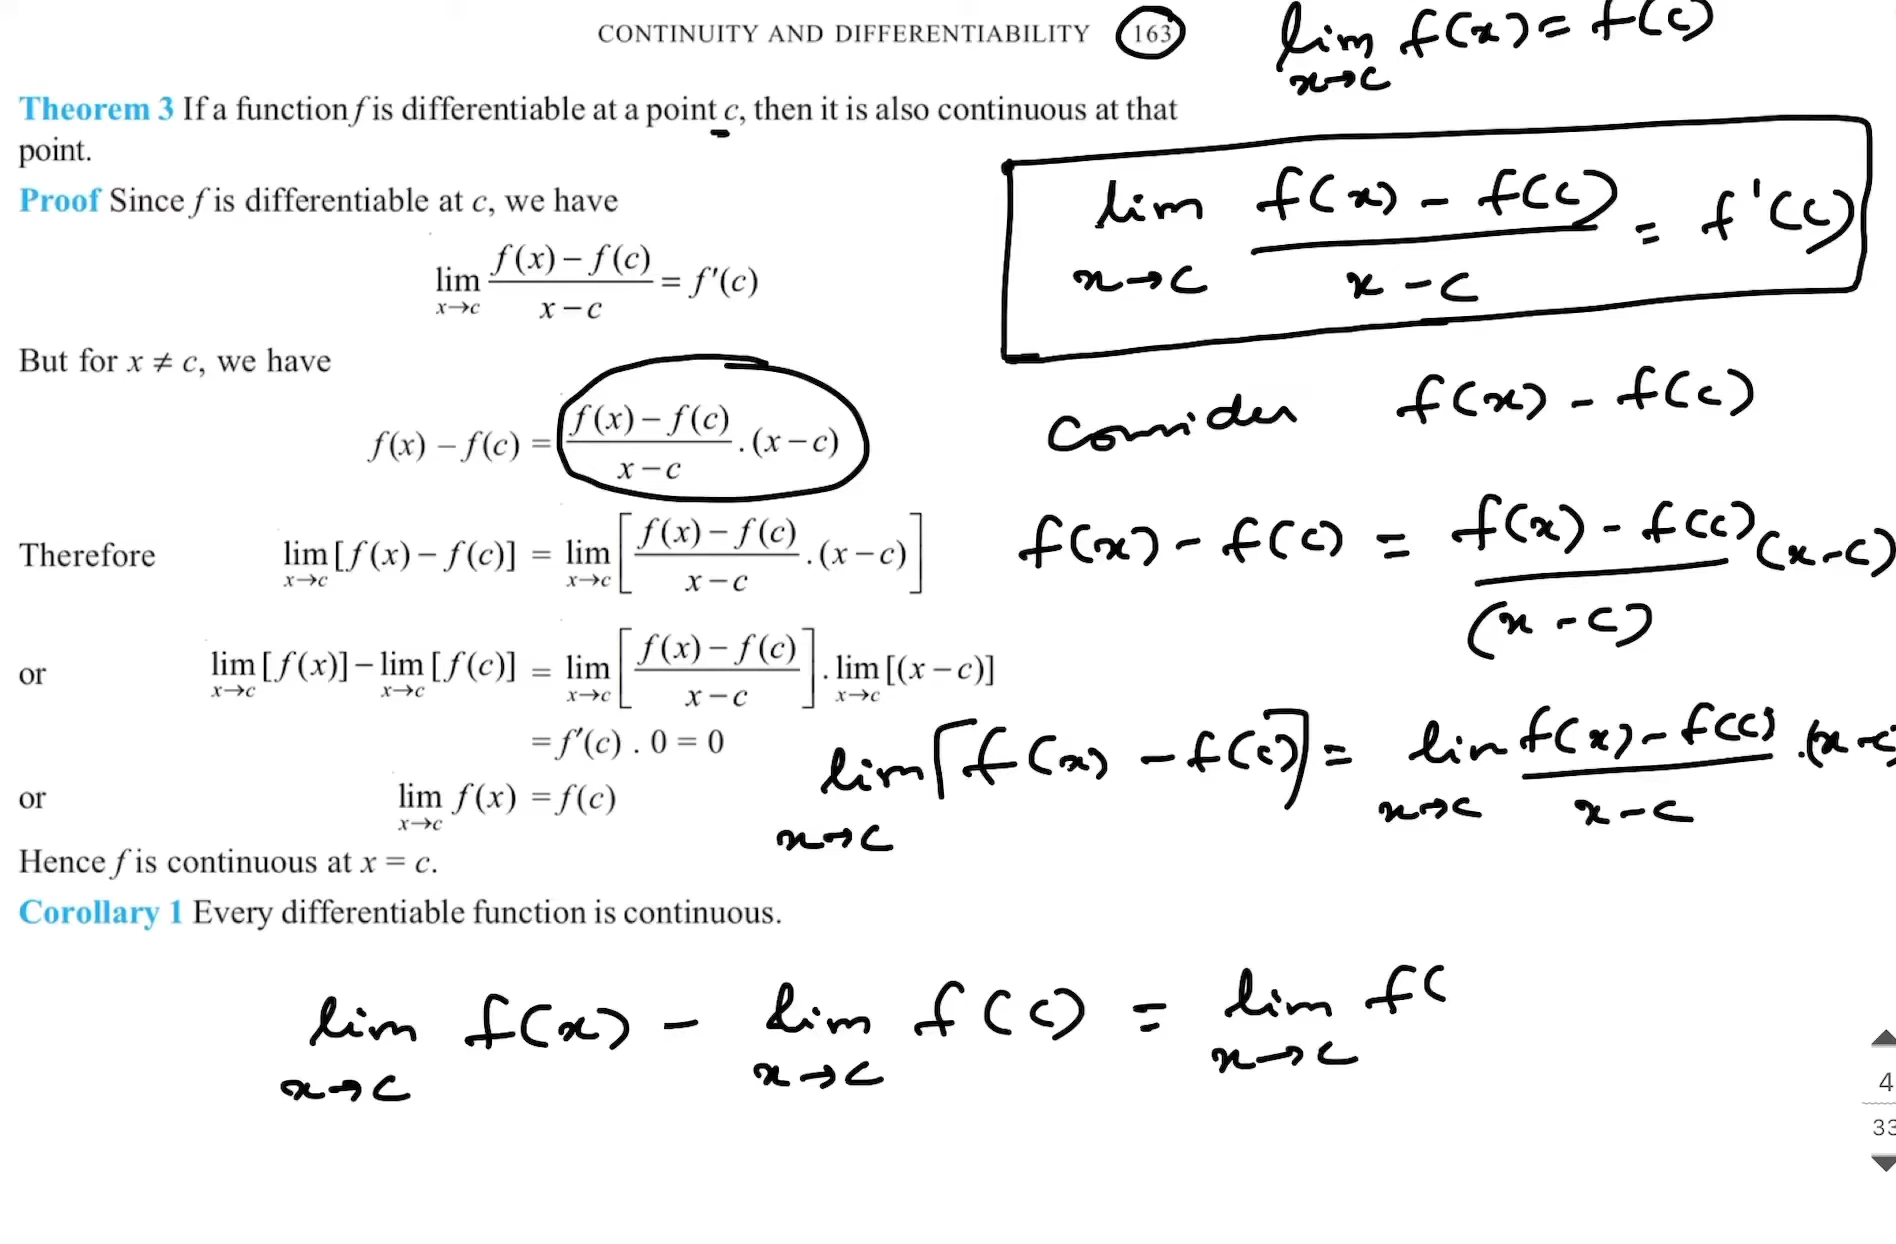 CONTINUITY AND DIFFERENTIABILITY 163
lim f(x) = f(c)
x→c
Theorem 3 If a function f is differentiable at a point c, then it is also continuous at that
point.
Proof Since f is differentiable at c, we have
lim f(x) – f(c) / x – c = f'(c)
x→c
But for x ≠ c, we have
f(x) – f(c) = f(x) – f(c) / x – c . (x – c)
Therefore lim [f(x) – f(c)] = lim [ f(x) – f(c) / x – c . (x – c) ]
x→c x→c
or lim [f(x)] – lim [f(c)] = lim [ f(x) – f(c) / x – c ] . lim [(x – c)]
x→c x→c x→c x→c
= f'(c) . 0 = 0
or lim f(x) = f(c)
x→c
Hence f is continuous at x = c.
Corollary 1 Every differentiable function is continuous.
lim f(x) – f(c) / x – c = f'(c)
x→c
Consider f(x) – f(c)
f(x) – f(c) = f(x) – f(c) / (x – c) (x – c)
lim [f(x) – f(c)] = lim f(x) – f(c) / x – c . (x – c
x→c x→c
lim f(x) – lim f(c) = lim f(
x→c x→c x→c
4
33